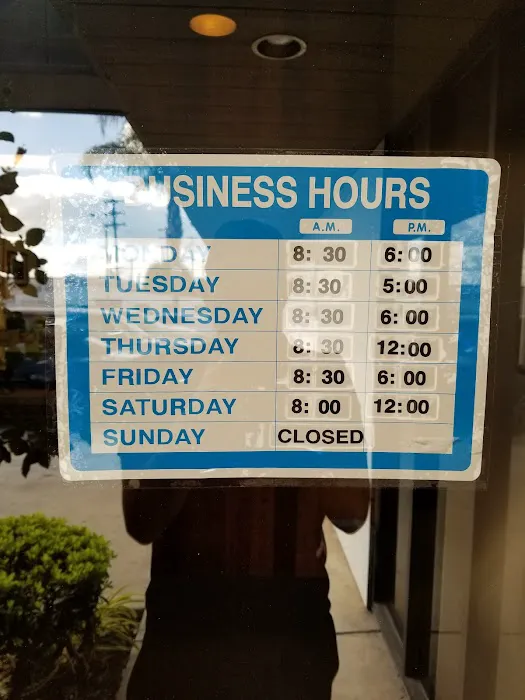 BUSINESS HOURS
A.M. P.M.
MONDAY 8: 30 6: 00
TUESDAY 8: 30 5: 00
WEDNESDAY 8: 30 6: 00
THURSDAY 8: 30 12: 00
FRIDAY 8: 30 6: 00
SATURDAY 8: 00 12: 00
SUNDAY CLOSED